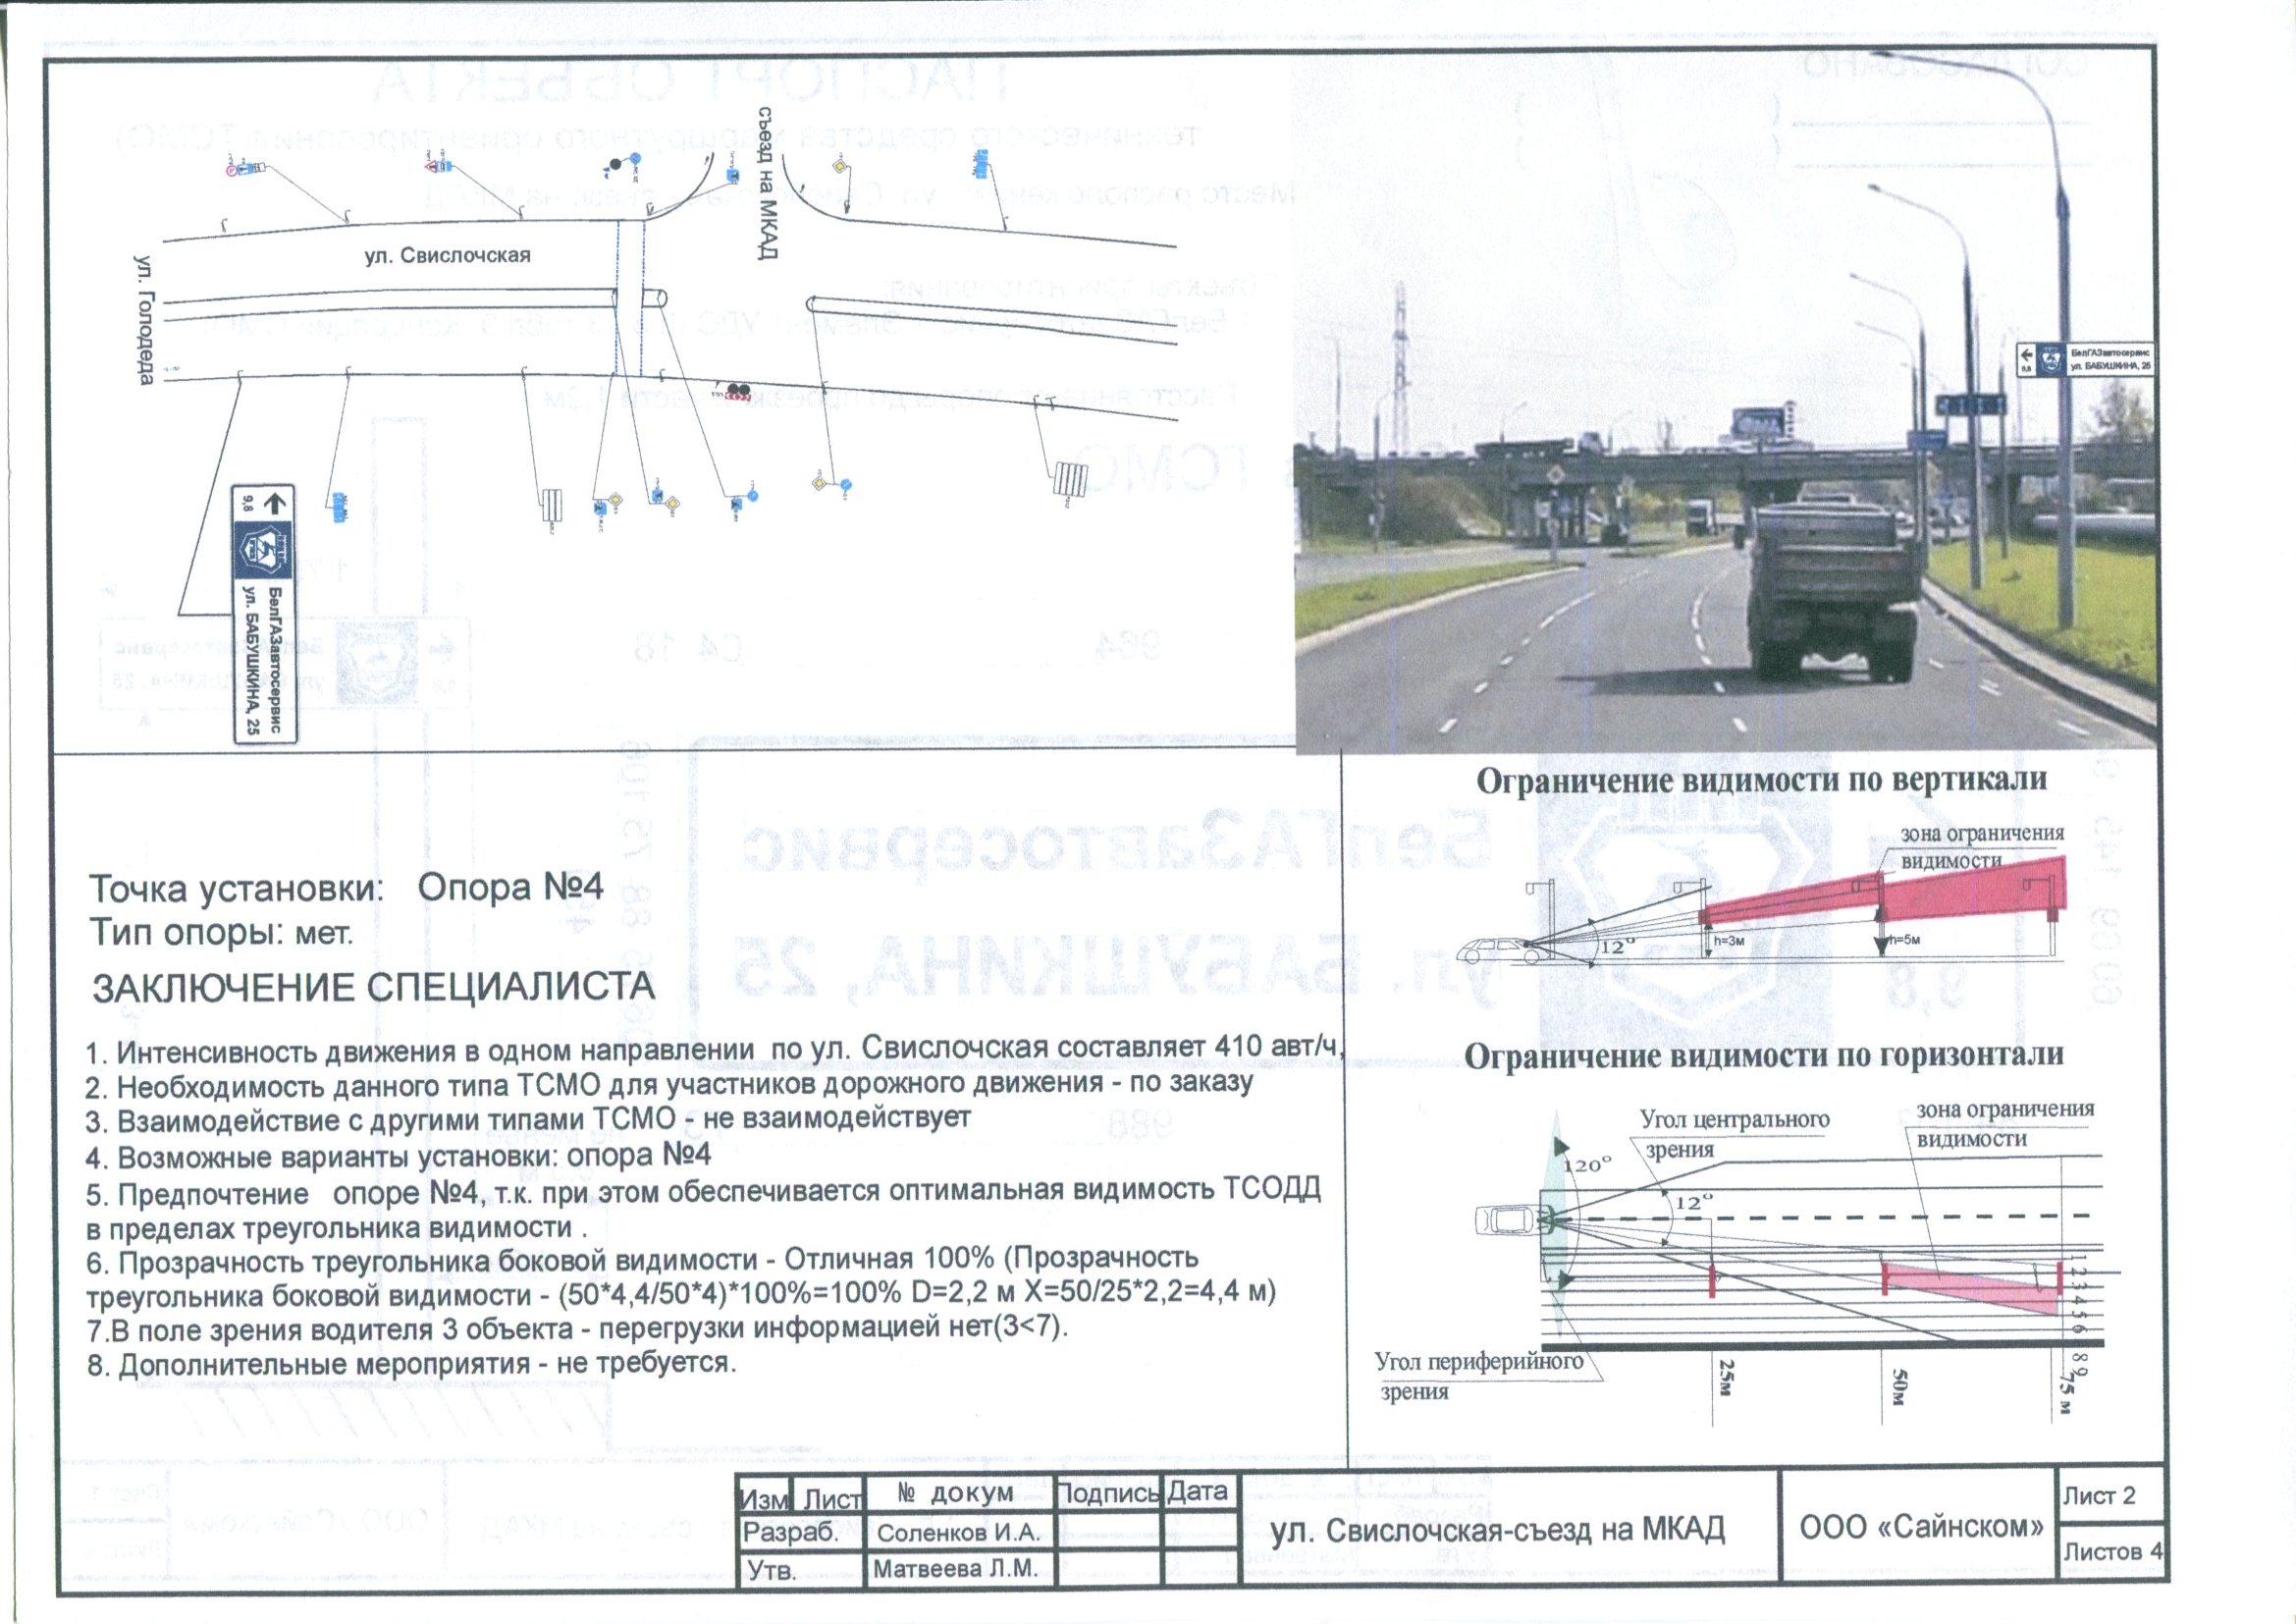 съезд на МКАД
ул. Свислочская
ул. Голодеда
9,8
БелГАЗавтосервис
ул. БАБУШКИНА, 25
БелГАЗавтосервис
9,8
ул. БАБУШКИНА, 25
Точка установки: Опора №4
Тип опоры: мет.
ЗАКЛЮЧЕНИЕ СПЕЦИАЛИСТА
1. Интенсивность движения в одном направлении по ул. Свислочская составляет 410 авт/ч,
2. Необходимость данного типа ТСМО для участников дорожного движения - по заказу
3. Взаимодействие с другими типами ТСМО - не взаимодействует
4. Возможные варианты установки: опора №4
5. Предпочтение опоре №4, т.к. при этом обеспечивается оптимальная видимость ТСОДД
в пределах треугольника видимости .
6. Прозрачность треугольника боковой видимости - Отличная 100% (Прозрачность
треугольника боковой видимости - (50*4,4/50*4)*100%=100% D=2,2 м X=50/25*2,2=4,4 м)
7.В поле зрения водителя 3 объекта - перегрузки информацией нет(3<7).
8. Дополнительные мероприятия - не требуется.
Ограничение видимости по вертикали
зона ограничения
видимости
12°
h=3м
h=5м
Ограничение видимости по горизонтали
Угол центрального
зрения
зона ограничения
видимости
120°
12°
1 2 3 4 5 6 8 9
Угол периферийного
зрения
25м
50м
75 м
Изм Лист № докум Подпись Дата
Разраб. Соленков И.А.
Утв. Матвеева Л.М.
ул. Свислочская-съезд на МКАД
ООО «Сайнском»
Лист 2
Листов 4